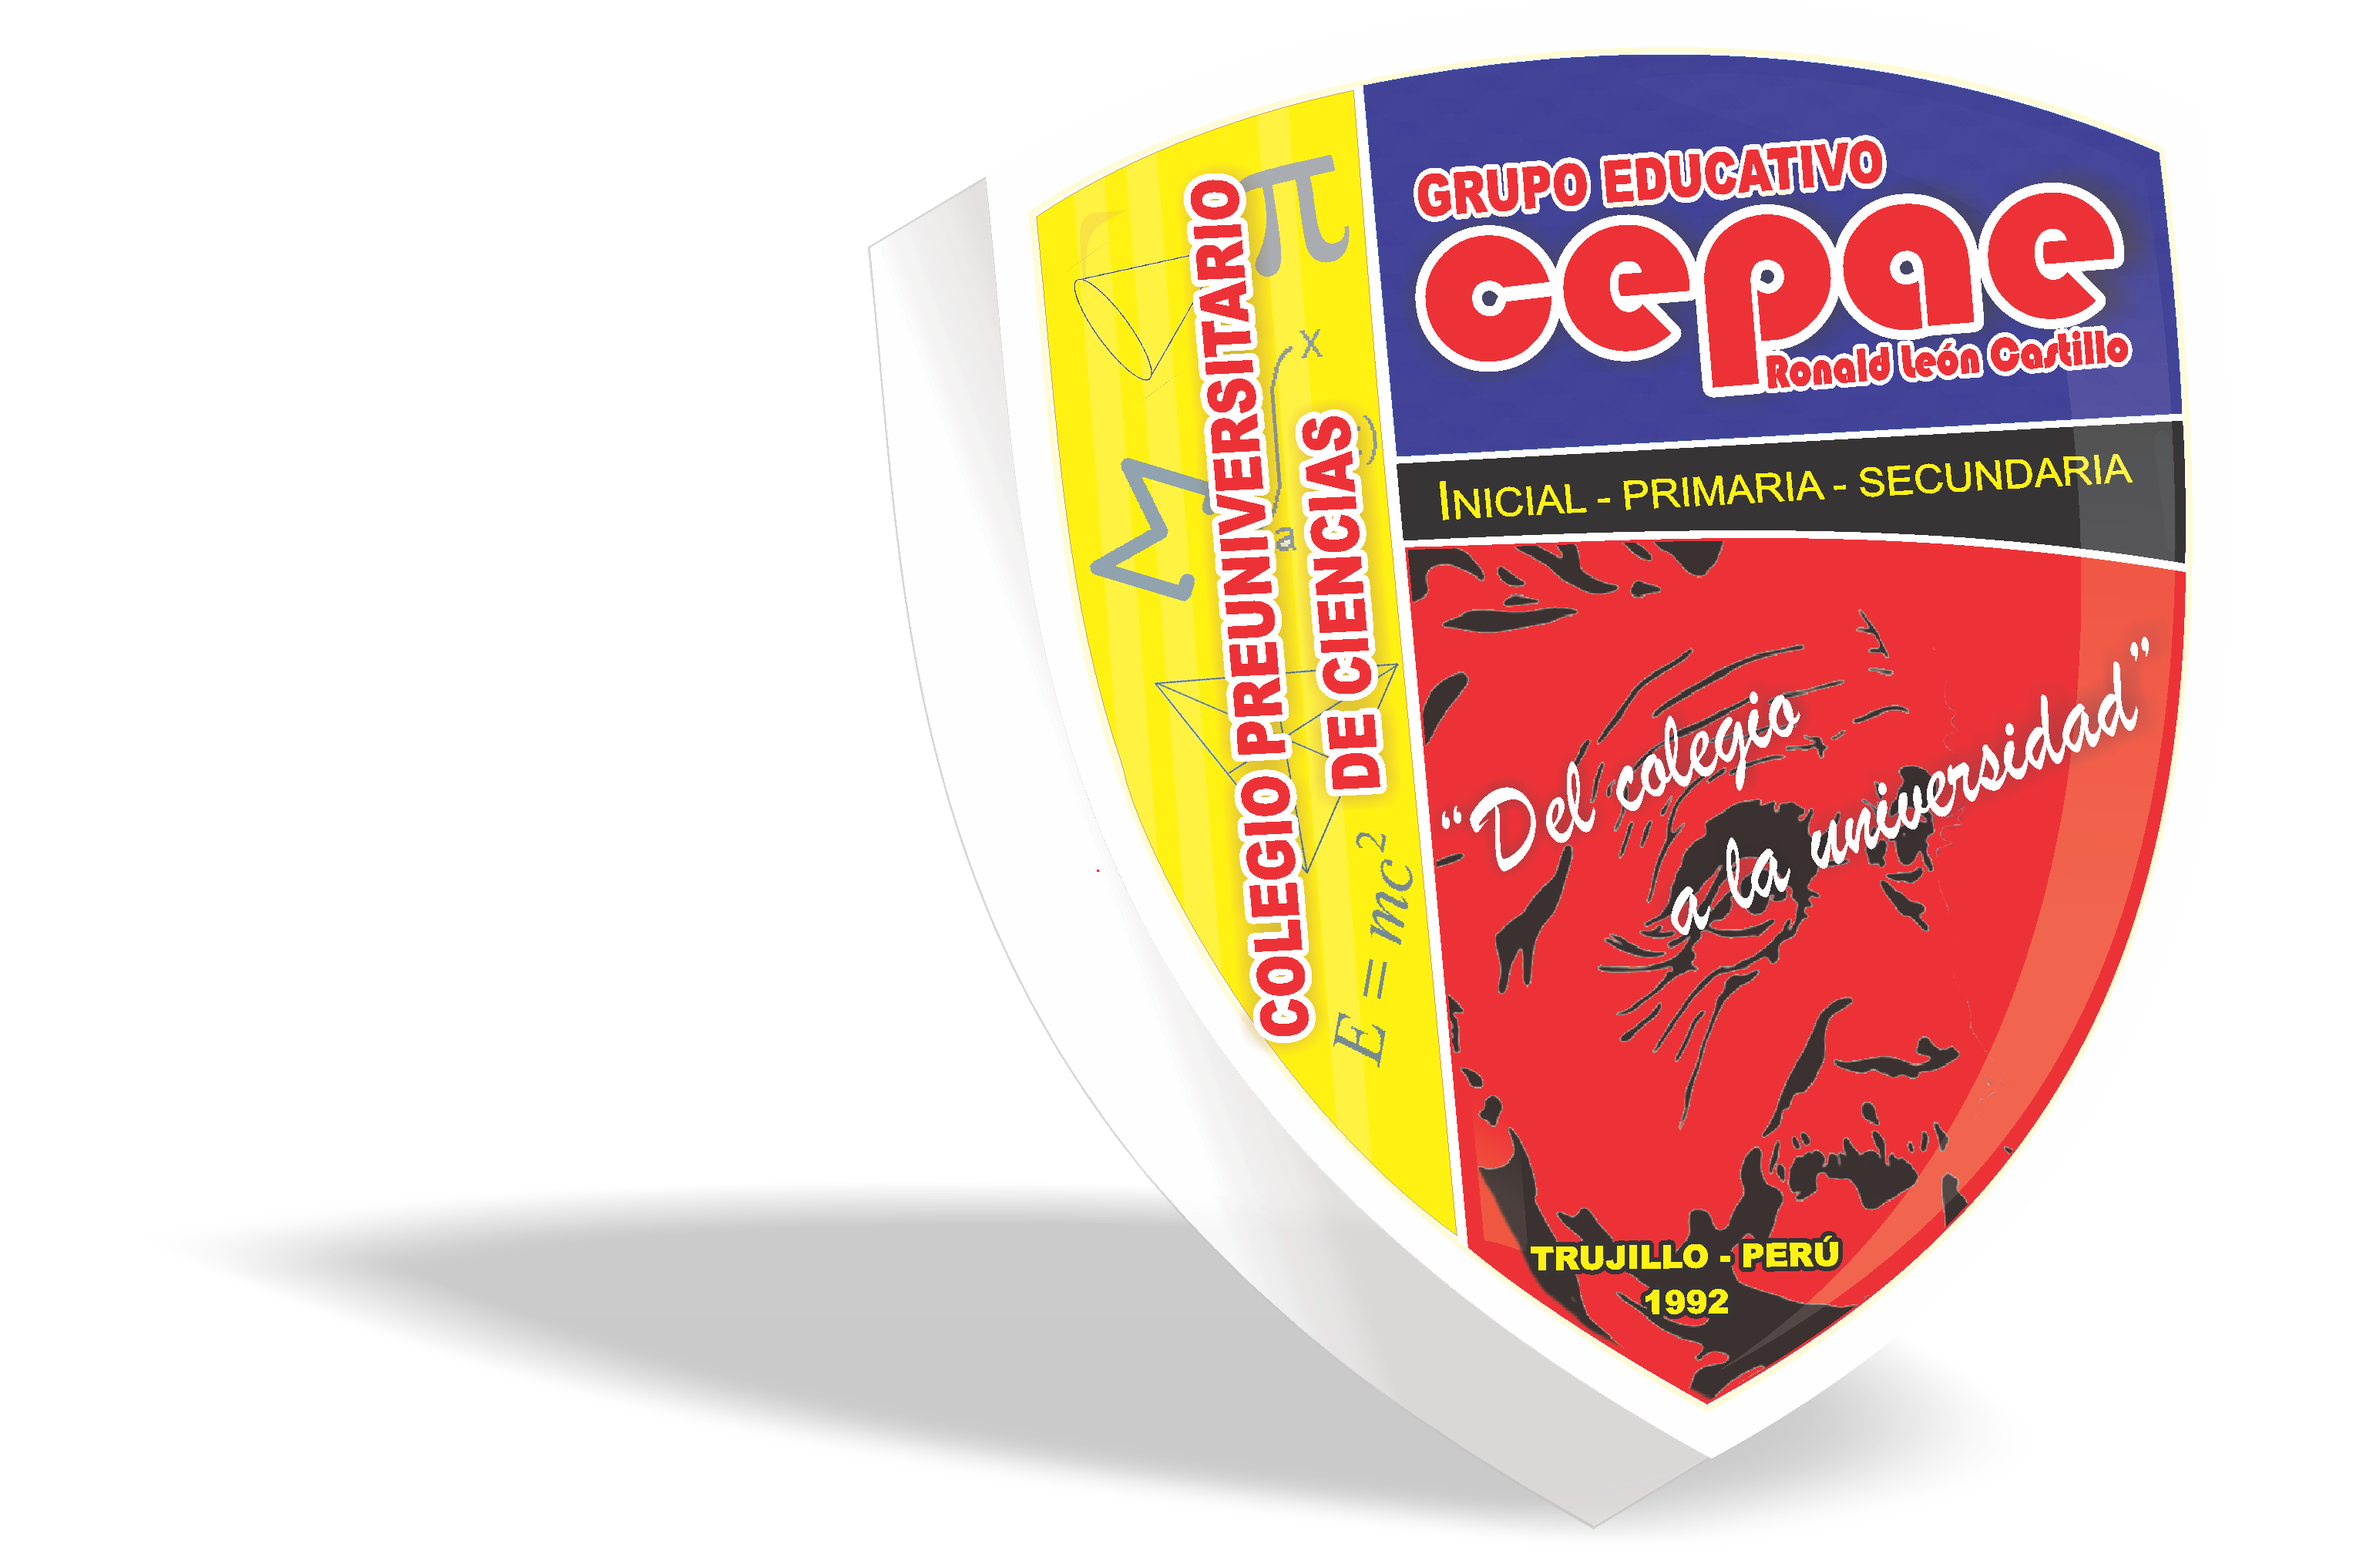 GRUPO EDUCATIVO
cepae
Ronald León Castillo
INICIAL - PRIMARIA - SECUNDARIA
COLEGIO PREUNIVERSITARIO
DE CIENCIAS
π
x
a
E = mc²
“Del colegio
a la universidad”
TRUJILLO - PERÚ
1992